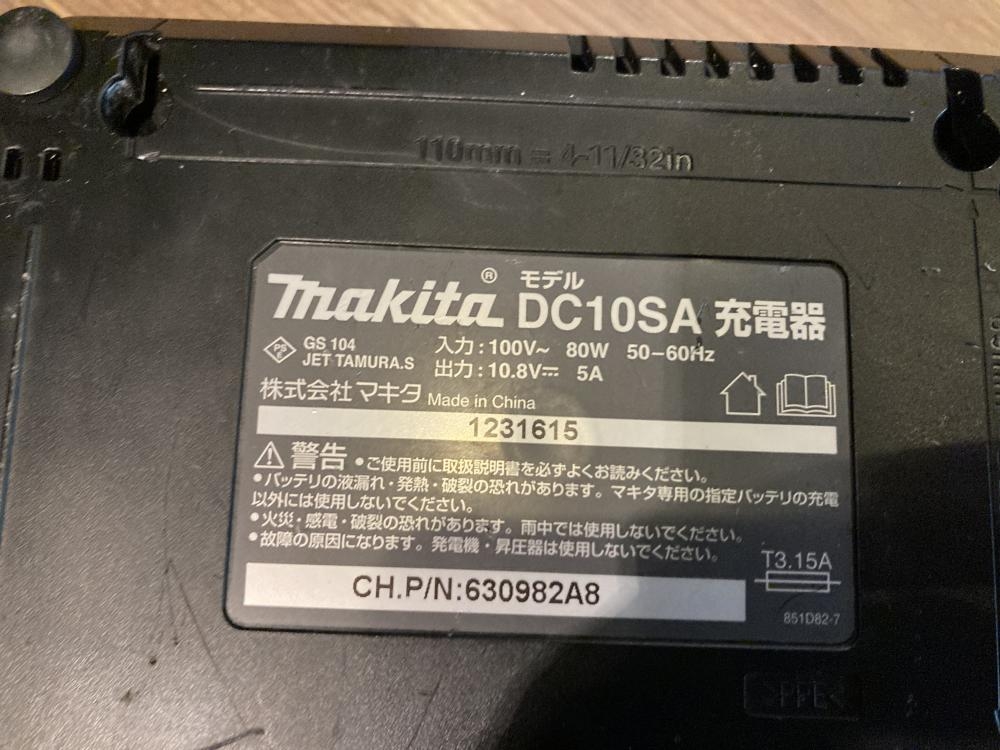 110mm = 4-11/32in
makita® モデル
DC10SA 充電器
PS E GS 104
JET TAMURA.S
入力 : 100V~ 80W 50-60Hz
出力 : 10.8V⎓ 5A
株式会社 マキタ Made in China
1231615
⚠警告 ●ご使用前に取扱説明書を必ずよくお読みください。
●バッテリの液漏れ・発熱・破裂の恐れがあります。マキタ専用の指定バッテリの充電
以外には使用しないでください。
●火災・感電・破裂の恐れがあります。雨中では使用しないでください。
●故障の原因になります。発電機・昇圧器は使用しないでください。
T3.15A
CH.P/N:630982A8
851D82-7
>PPE<